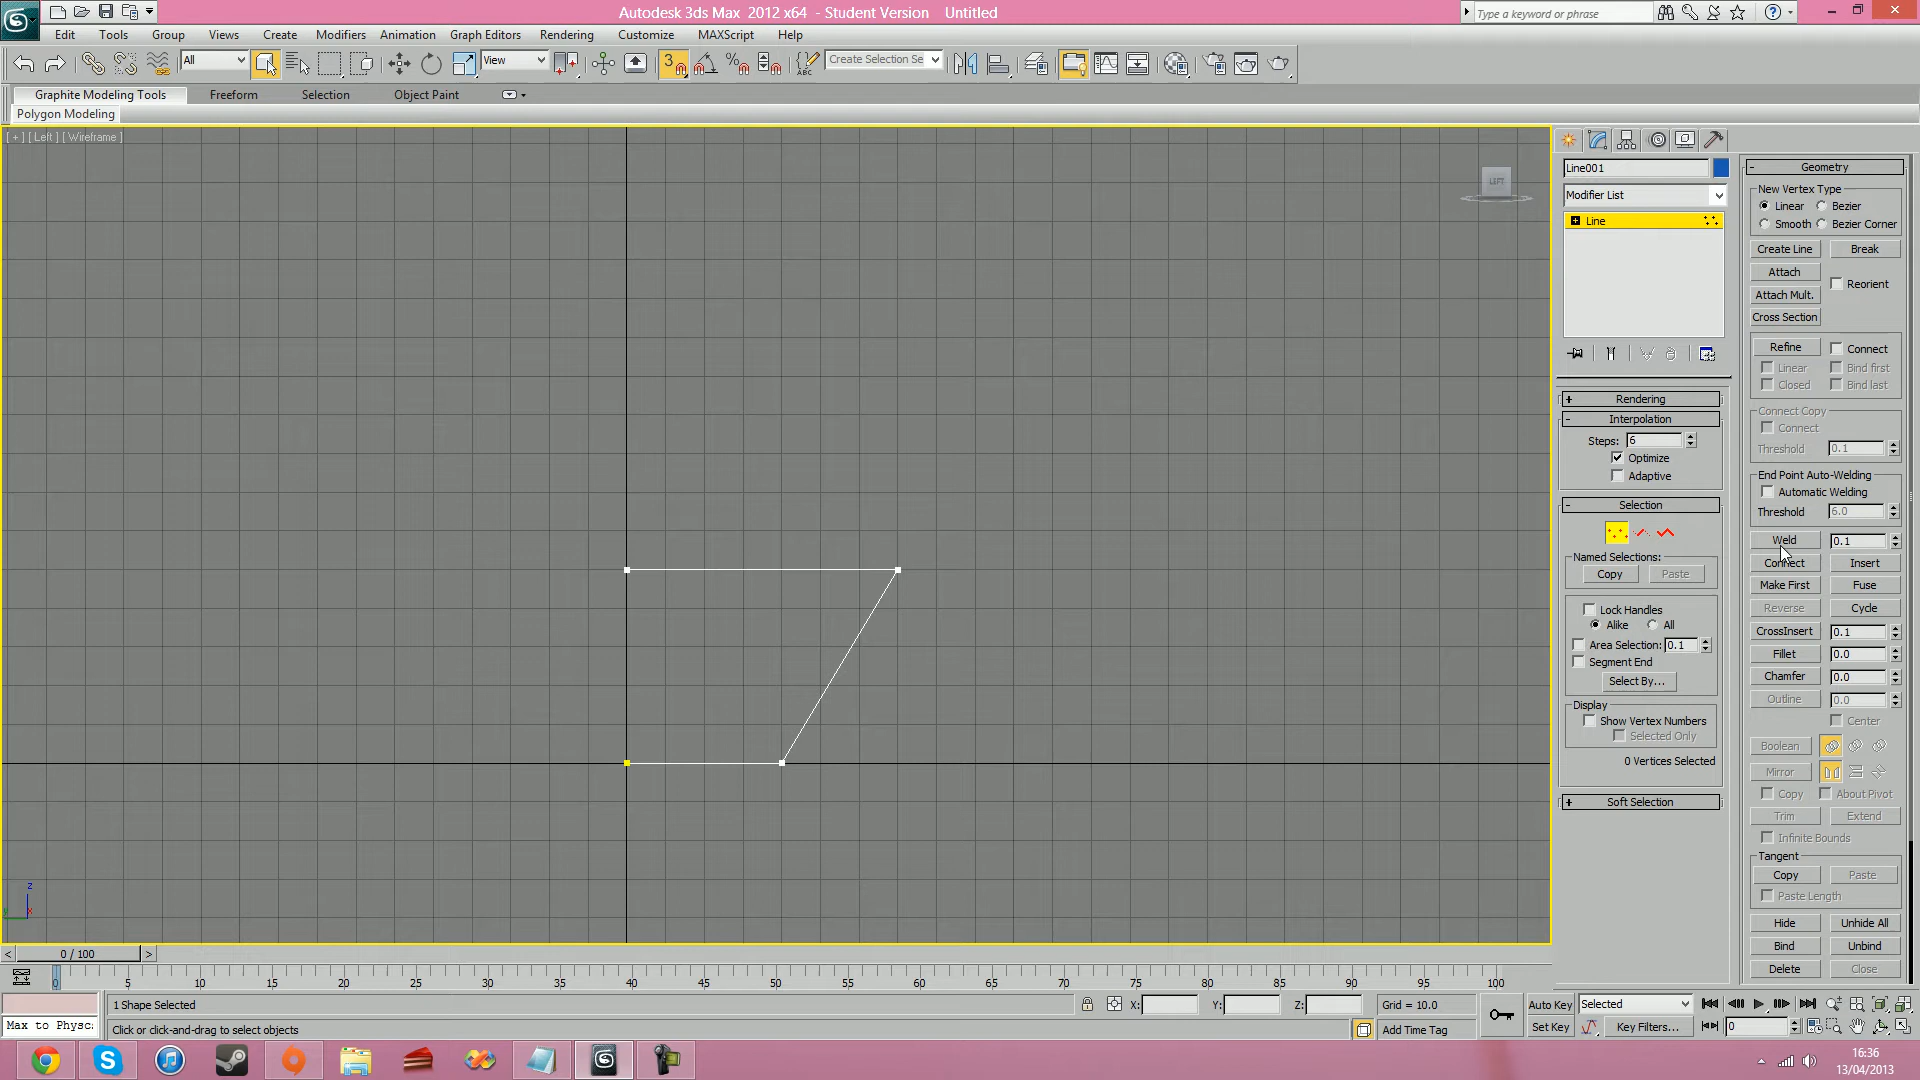 Autodesk 3ds Max 2012 x64 - Student Version Untitled
Type a keyword or phrase
Edit Tools Group Views Create Modifiers Animation Graph Editors Rendering Customize MAXScript Help
All View 3 ABC Create Selection Se
Graphite Modeling Tools Freeform Selection Object Paint
Polygon Modeling
[ + ] [ Left ] [ Wireframe ]
LEFT
Line001
Modifier List
Line
Rendering
Interpolation
Steps: 6
Optimize
Adaptive
Selection
Named Selections:
Copy Paste
Lock Handles
Alike All
Area Selection: 0.1
Segment End
Select By...
Display
Show Vertex Numbers
Selected Only
0 Vertices Selected
Soft Selection
Geometry
New Vertex Type
Linear Bezier
Smooth Bezier Corner
Create Line Break
Attach
Reorient
Attach Mult.
Cross Section
Refine Connect
Linear Bind first
Closed Bind last
Connect Copy
Connect
Threshold 0.1
End Point Auto-Welding
Automatic Welding
Threshold 6.0
Weld 0.1
Connect Insert
Make First Fuse
Reverse Cycle
CrossInsert 0.1
Fillet 0.0
Chamfer 0.0
Outline 0.0
Center
Boolean
Mirror
Copy About Pivot
Trim Extend
Infinite Bounds
Tangent
Copy Paste
Paste Length
Hide Unhide All
Bind Unbind
Delete Close
z
y x
< 0 / 100 >
0 5 10 15 20 25 30 35 40 45 50 55 60 65 70 75 80 85 90 95 100
1 Shape Selected X: Y: Z: Grid = 10.0 Auto Key Selected
Max to Physc: Click or click-and-drag to select objects Add Time Tag Set Key Key Filters... 0
16:36
13/04/2013